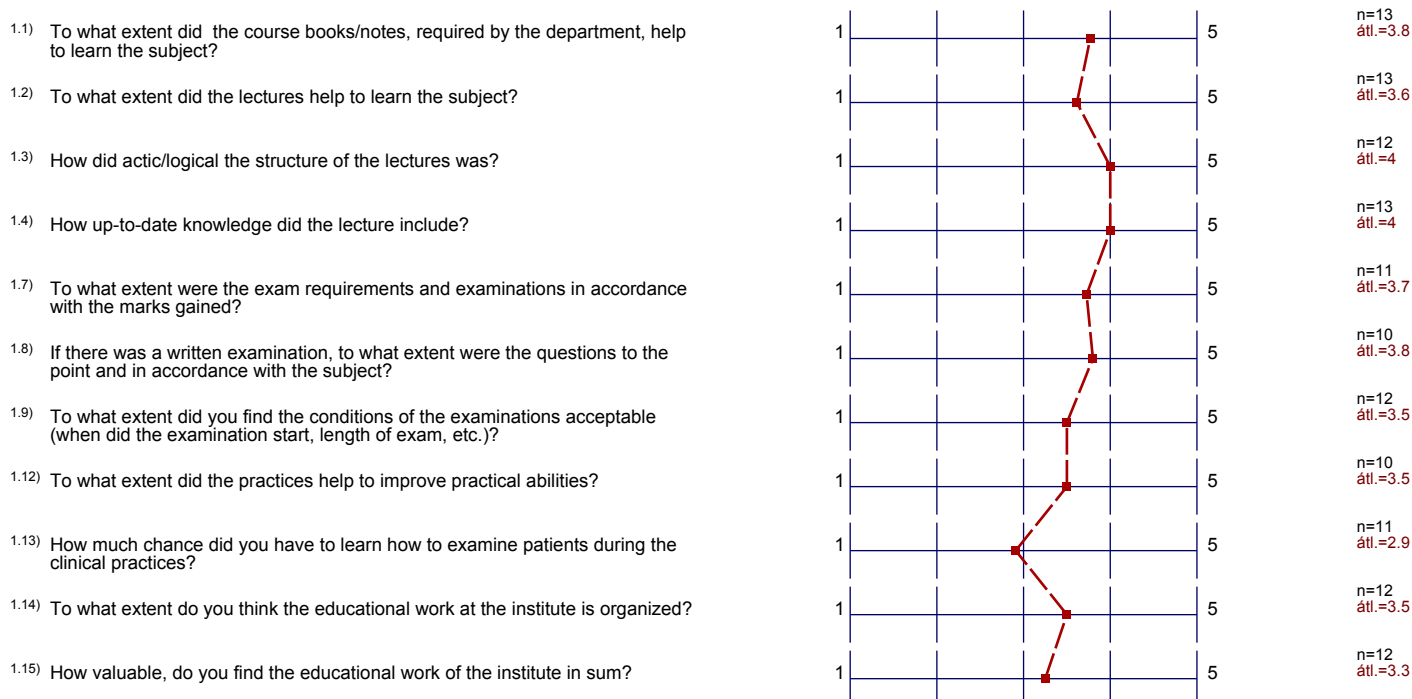 1.1) To what extent did the course books/notes, required by the department, help
to learn the subject?
1 5
n=13
átl.=3.8
1.2) To what extent did the lectures help to learn the subject?
1 5
n=13
átl.=3.6
1.3) How did actic/logical the structure of the lectures was?
1 5
n=12
átl.=4
1.4) How up-to-date knowledge did the lecture include?
1 5
n=13
átl.=4
1.7) To what extent were the exam requirements and examinations in accordance
with the marks gained?
1 5
n=11
átl.=3.7
1.8) If there was a written examination, to what extent were the questions to the
point and in accordance with the subject?
1 5
n=10
átl.=3.8
1.9) To what extent did you find the conditions of the examinations acceptable
(when did the examination start, length of exam, etc.)?
1 5
n=12
átl.=3.5
1.12) To what extent did the practices help to improve practical abilities?
1 5
n=10
átl.=3.5
1.13) How much chance did you have to learn how to examine patients during the
clinical practices?
1 5
n=11
átl.=2.9
1.14) To what extent do you think the educational work at the institute is organized?
1 5
n=12
átl.=3.5
1.15) How valuable, do you find the educational work of the institute in sum?
1 5
n=12
átl.=3.3